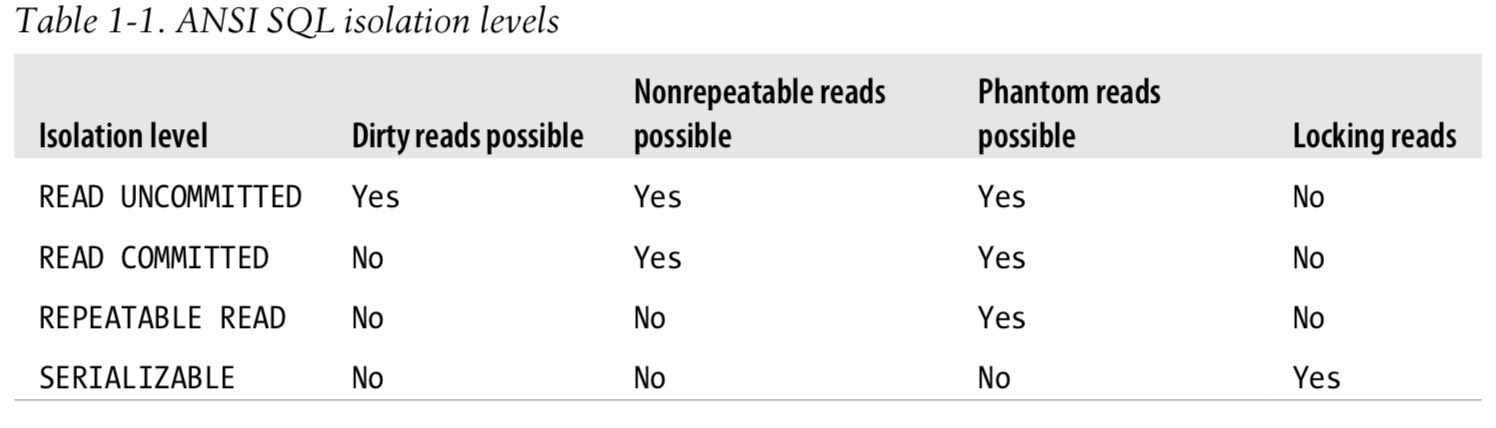 Table 1-1. ANSI SQL isolation levels
Isolation level Dirty reads possible Nonrepeatable reads possible Phantom reads possible Locking reads
READ UNCOMMITTED Yes Yes Yes No
READ COMMITTED No Yes Yes No
REPEATABLE READ No No Yes No
SERIALIZABLE No No No Yes